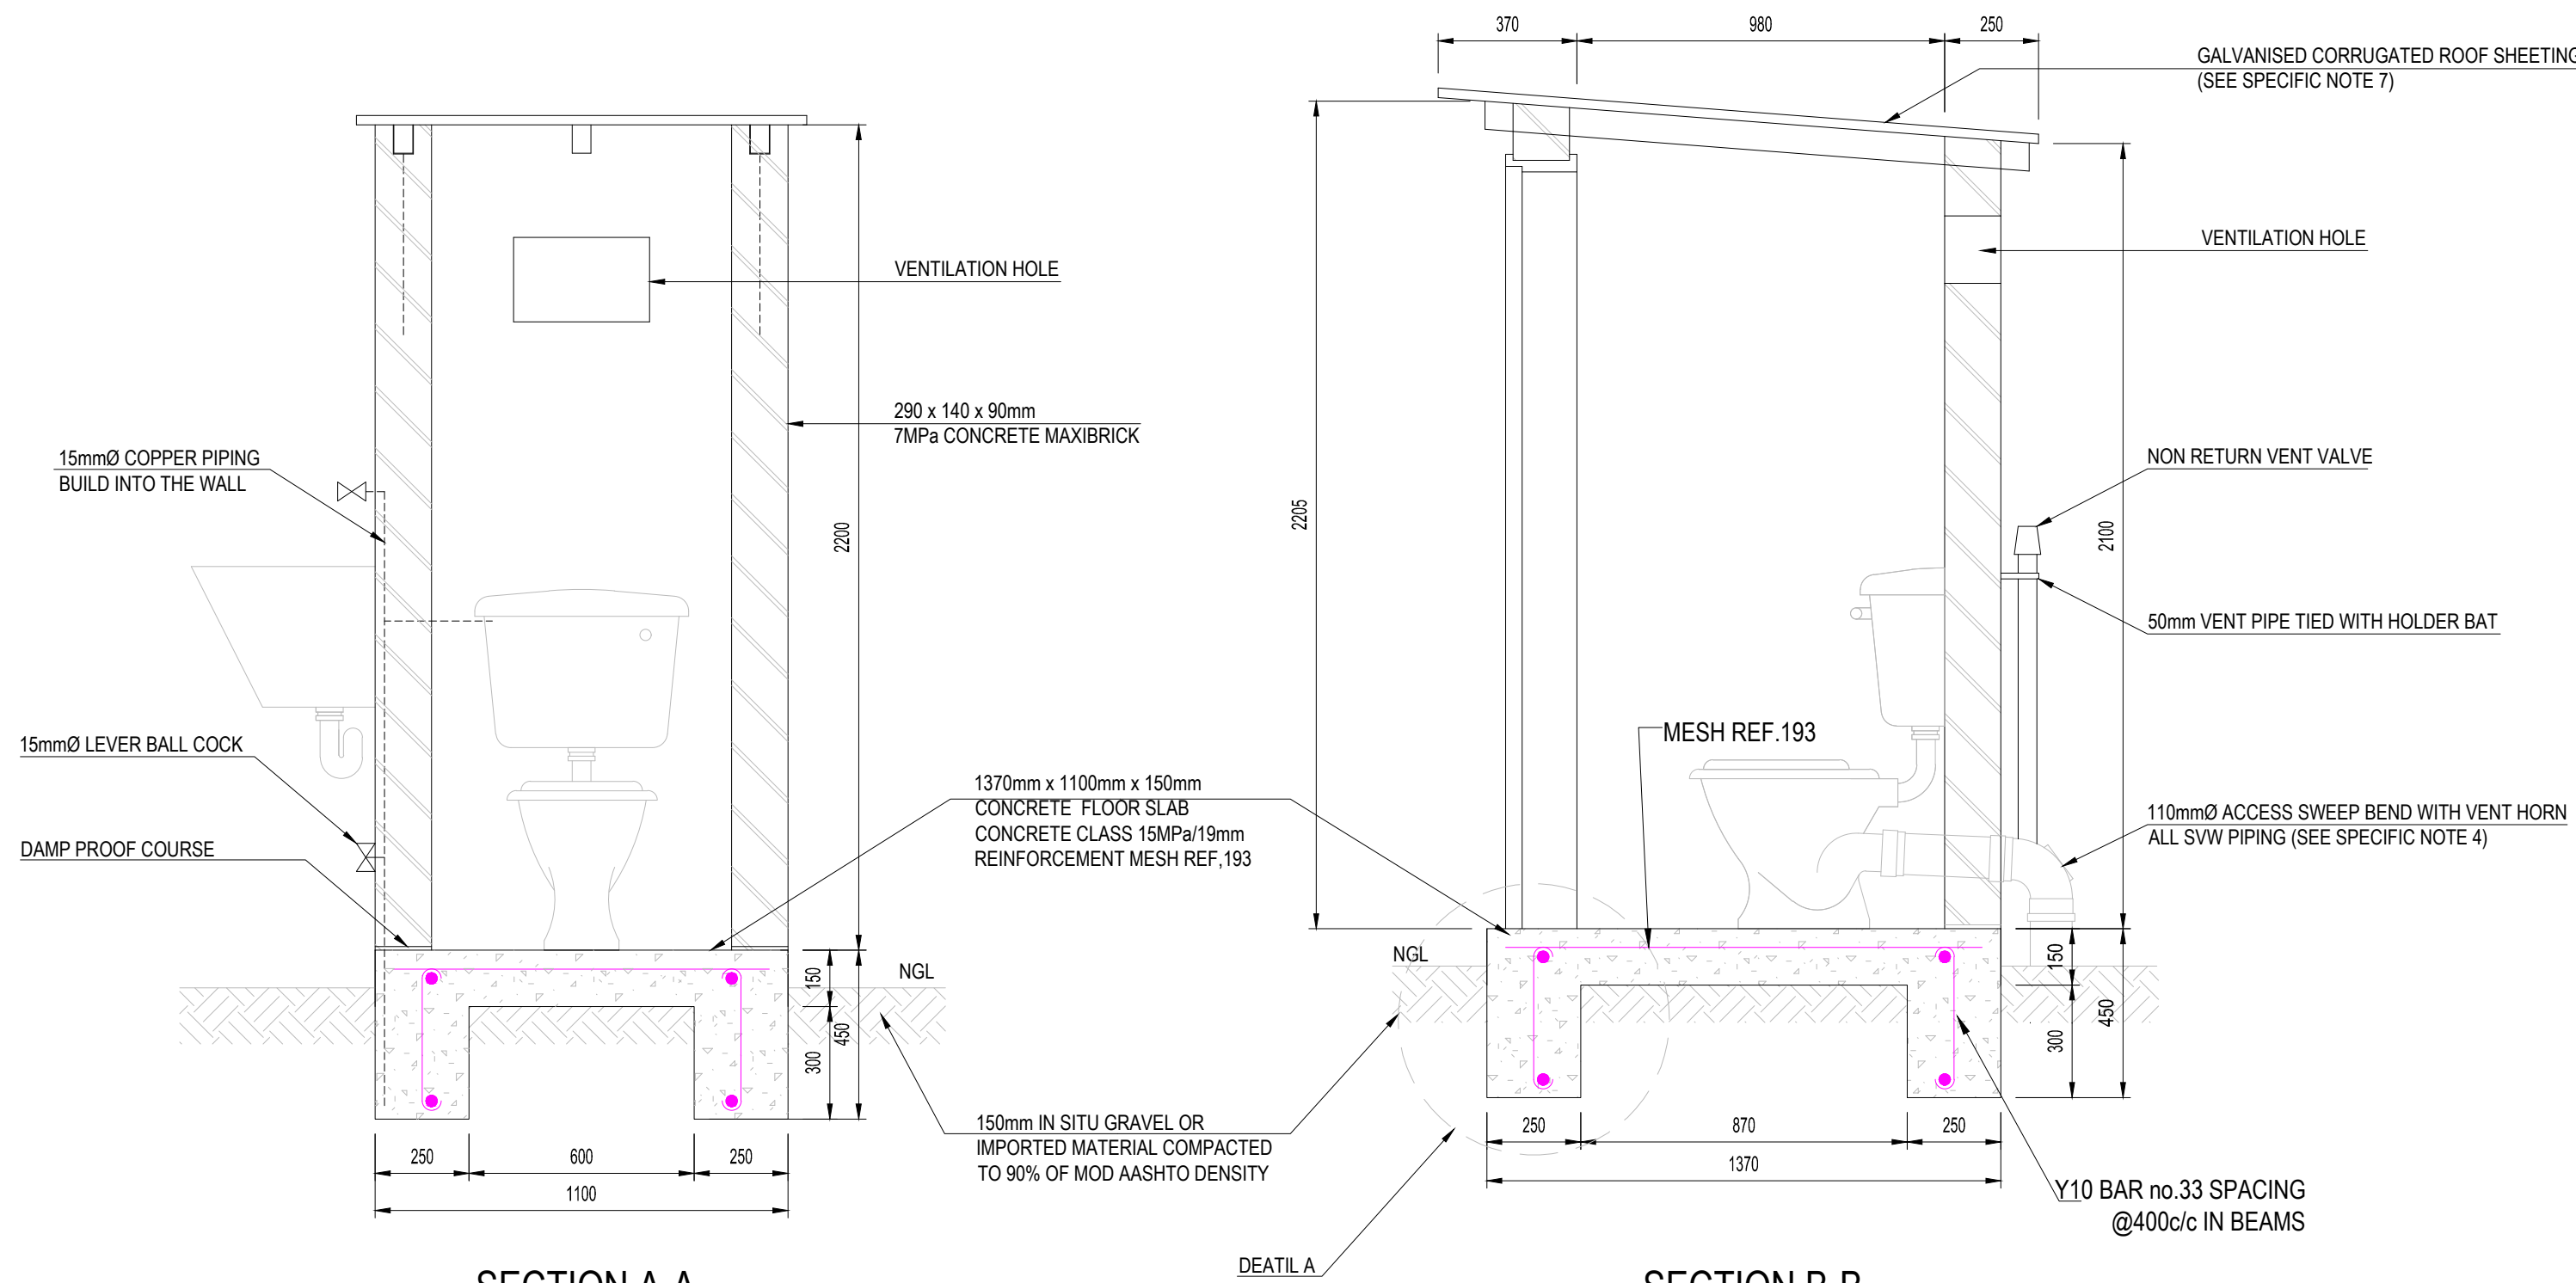 370
980
250
GALVANISED CORRUGATED ROOF SHEETING
(SEE SPECIFIC NOTE 7)
VENTILATION HOLE
VENTILATION HOLE
290 x 140 x 90mm
7MPa CONCRETE MAXIBRICK
15mmØ COPPER PIPING
BUILD INTO THE WALL
NON RETURN VENT VALVE
2200
2205
2100
50mm VENT PIPE TIED WITH HOLDER BAT
15mmØ LEVER BALL COCK
MESH REF.193
1370mm x 1100mm x 150mm
CONCRETE FLOOR SLAB
CONCRETE CLASS 15MPa/19mm
REINFORCEMENT MESH REF,193
110mmØ ACCESS SWEEP BEND WITH VENT HORN
ALL SVW PIPING (SEE SPECIFIC NOTE 4)
DAMP PROOF COURSE
NGL
NGL
150
450
300
150
450
300
150mm IN SITU GRAVEL OR
IMPORTED MATERIAL COMPACTED
TO 90% OF MOD AASHTO DENSITY
250
600
250
1100
250
870
250
1370
Y10 BAR no.33 SPACING
@400c/c IN BEAMS
DEATIL A
SECTION A-A
SECTION B-B